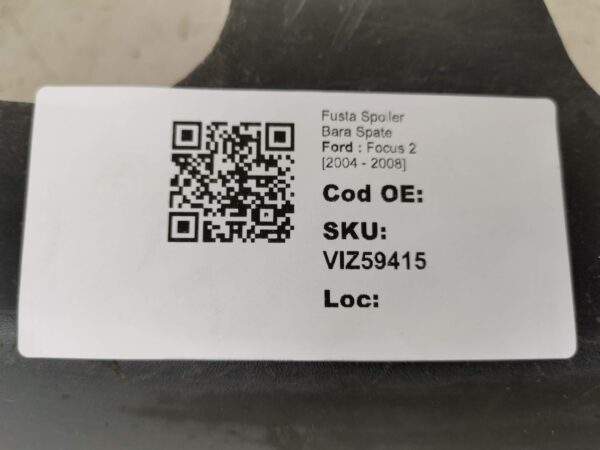 Fusta Spoiler
Bara Spate
Ford : Focus 2
[2004 - 2008]
Cod OE:
SKU:
VIZ59415
Loc: